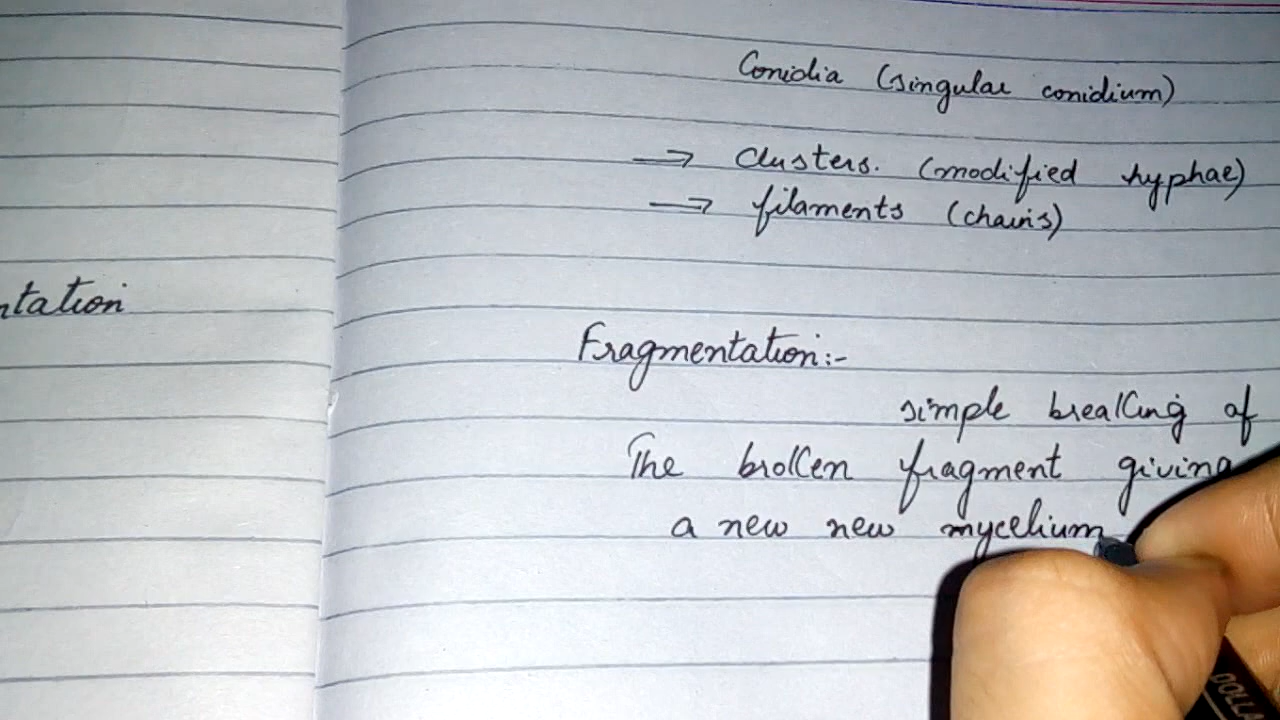 Conidia (singular conidium)
→ Clusters. (modified hyphae)
→ filaments (chains)
ntation
Fragmentation:-
simple breaking of
The broken fragment giving
a new new mycelium
DOLLA